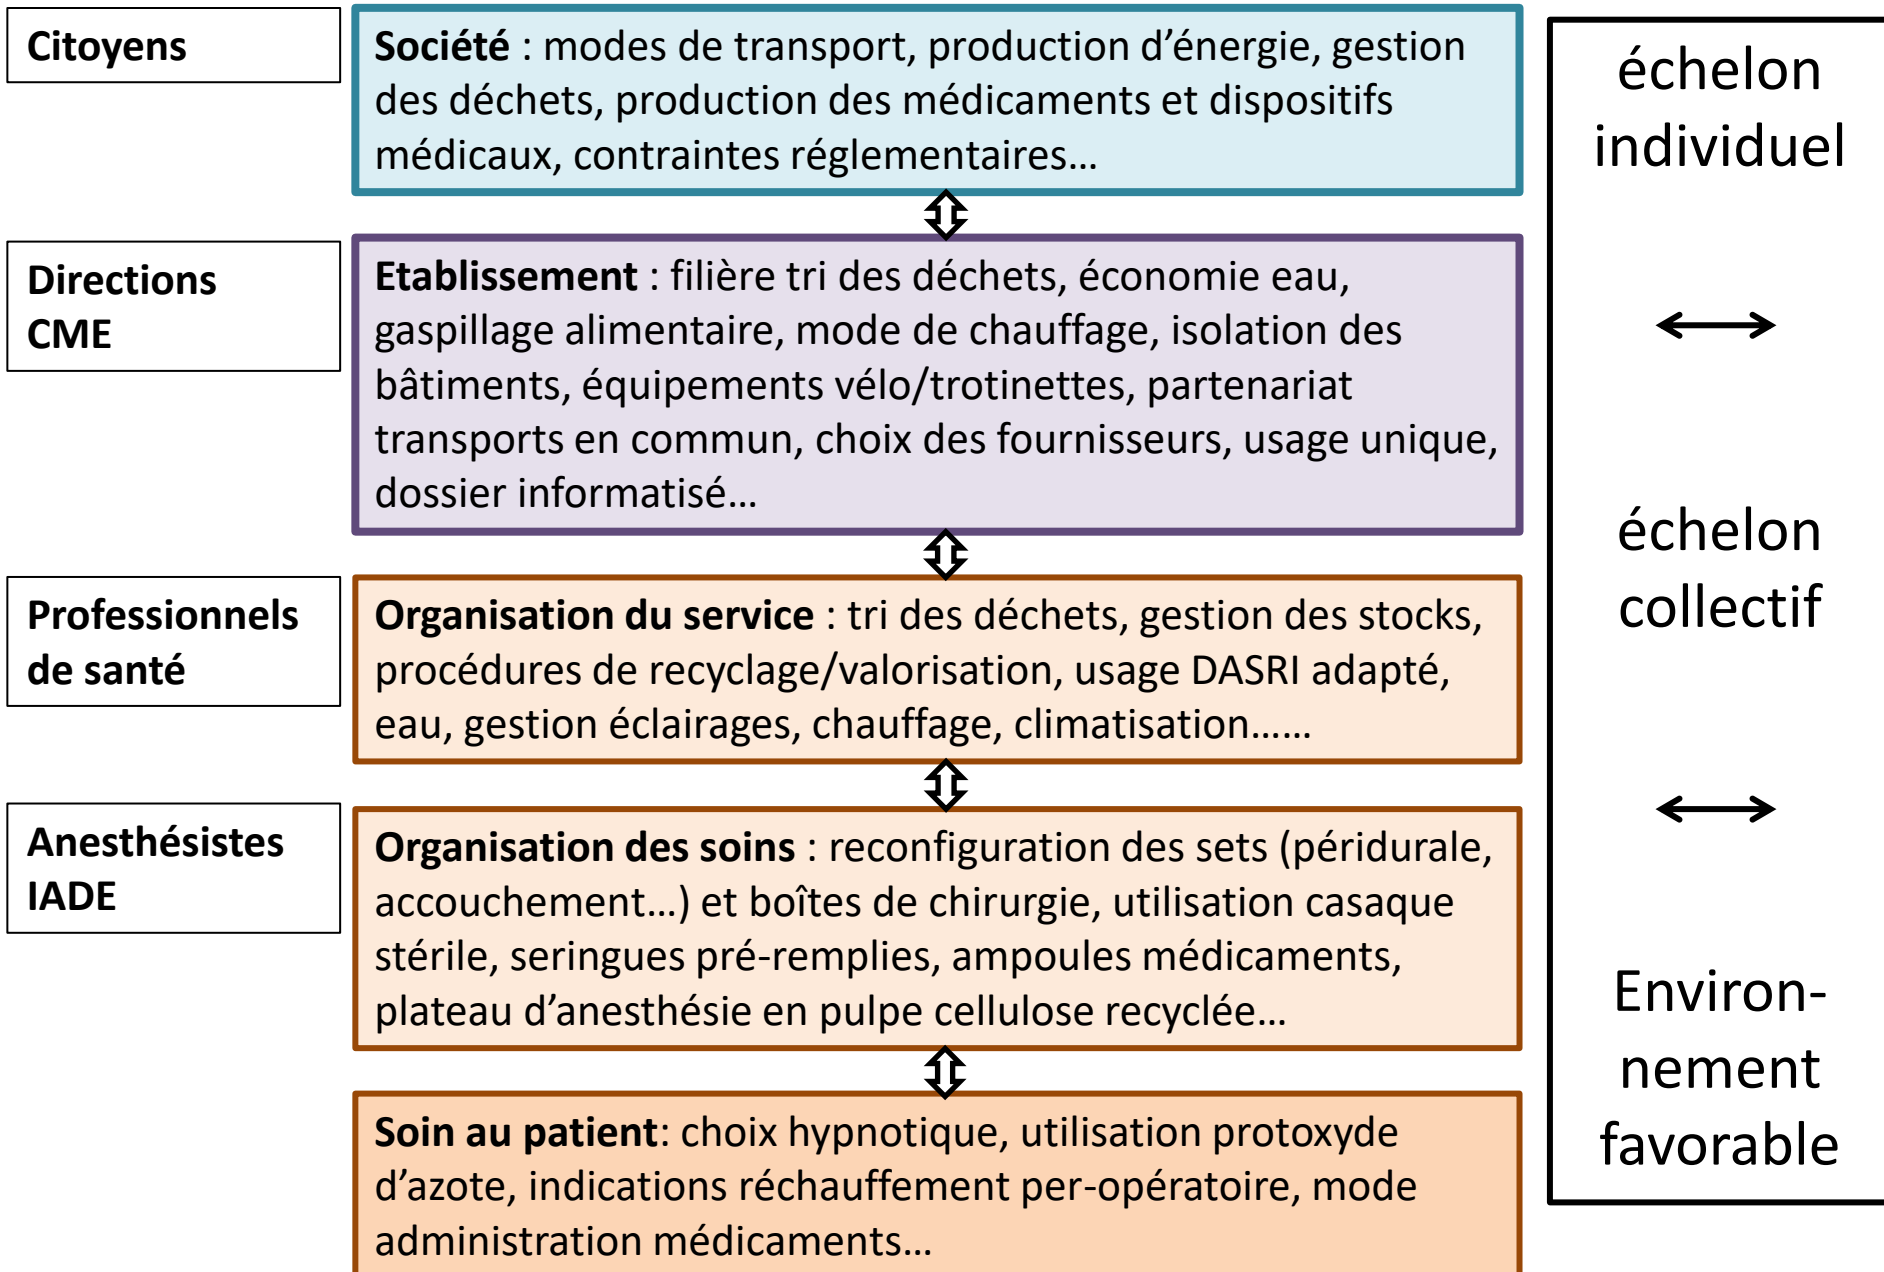 Citoyens
Société : modes de transport, production d’énergie, gestion
des déchets, production des médicaments et dispositifs
médicaux, contraintes réglementaires…
Directions
CME
Etablissement : filière tri des déchets, économie eau,
gaspillage alimentaire, mode de chauffage, isolation des
bâtiments, équipements vélo/trotinettes, partenariat
transports en commun, choix des fournisseurs, usage unique,
dossier informatisé…
Professionnels
de santé
Organisation du service : tri des déchets, gestion des stocks,
procédures de recyclage/valorisation, usage DASRI adapté,
eau, gestion éclairages, chauffage, climatisation……
Anesthésistes
IADE
Organisation des soins : reconfiguration des sets (péridurale,
accouchement…) et boîtes de chirurgie, utilisation casaque
stérile, seringues pré-remplies, ampoules médicaments,
plateau d’anesthésie en pulpe cellulose recyclée…
Soin au patient: choix hypnotique, utilisation protoxyde
d’azote, indications réchauffement per-opératoire, mode
administration médicaments…
échelon
individuel
échelon
collectif
Environ-
nement
favorable